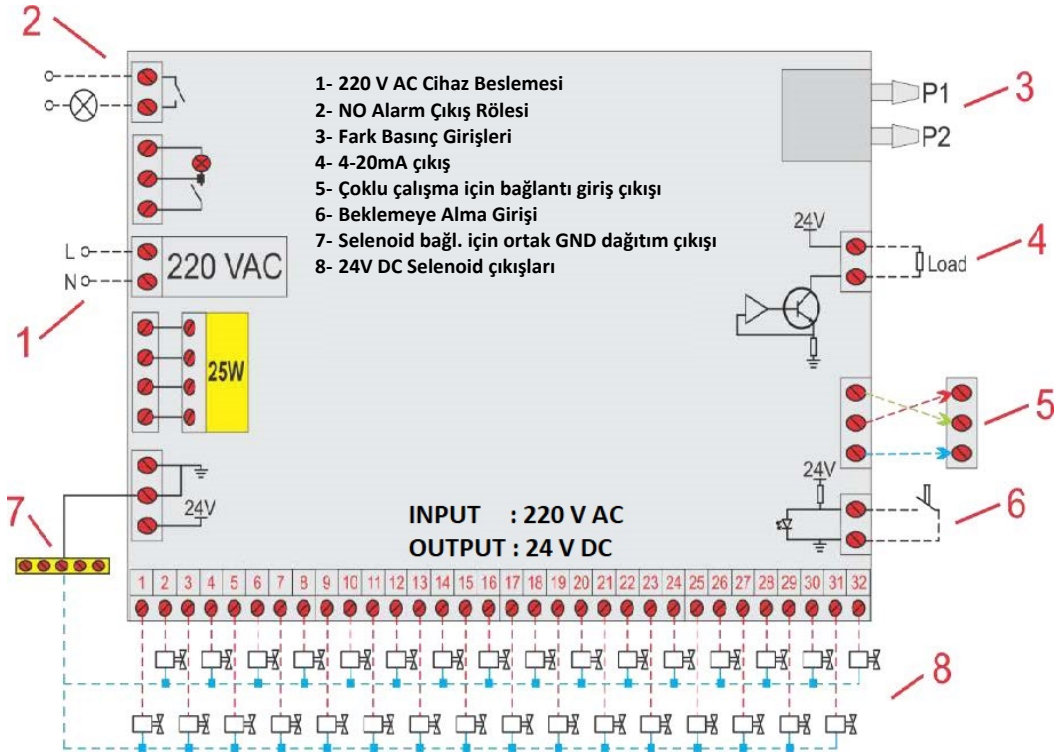 2
1- 220 V AC Cihaz Beslemesi
2- NO Alarm Çıkış Rölesi
3- Fark Basınç Girişleri
4- 4-20mA çıkış
5- Çoklu çalışma için bağlantı giriş çıkışı
6- Beklemeye Alma Girişi
7- Selenoid bağl. için ortak GND dağıtım çıkışı
8- 24V DC Selenoid çıkışları
P1
P2
3
24V
Load
4
L
N
220 VAC
1
25W
5
24V
7
24V
6
INPUT : 220 V AC
OUTPUT : 24 V DC
1 2 3 4 5 6 7 8 9 10 11 12 13 14 15 16 17 18 19 20 21 22 23 24 25 26 27 28 29 30 31 32
8